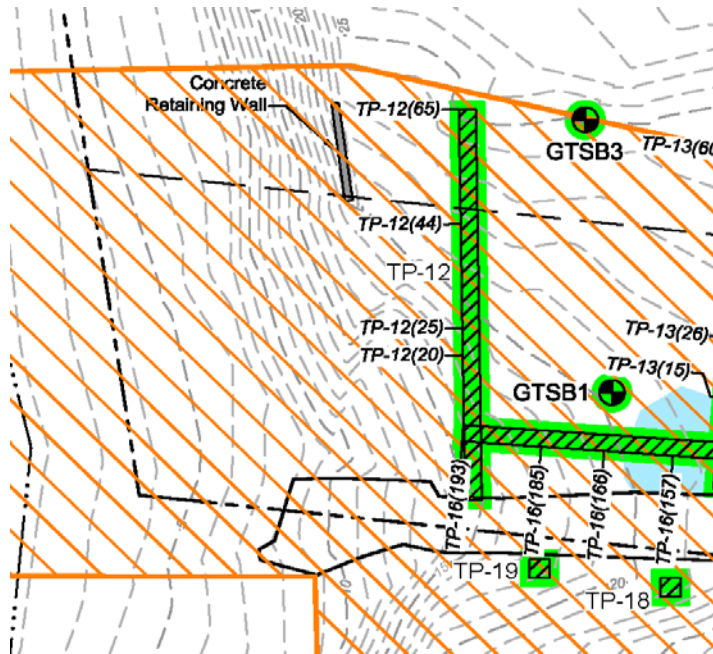 25
20
25
Concrete
Retaining Wall
TP-12(65)
GTSB3
TP-13(60
TP-12(44)
TP-12
TP-12(25)
TP-12(20)
TP-13(26)
TP-13(15)
GTSB1
TP-16(193)
TP-16(185)
TP-16(166)
TP-16(157)
TP-19
TP-18
20
10
15